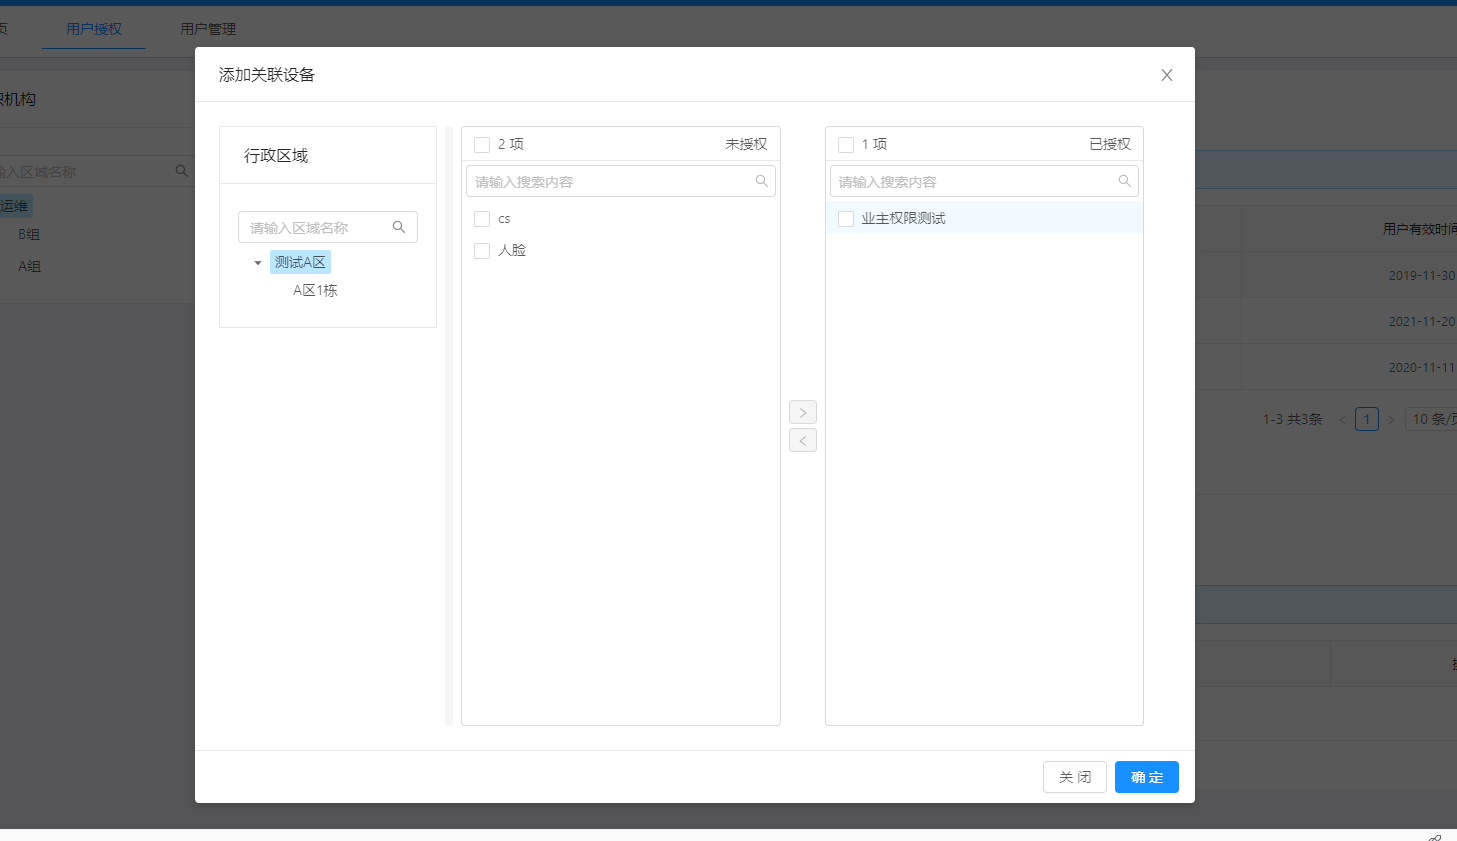 页
用户授权
用户管理
织机构
输入区域名称
运维
B组
A组
添加关联设备
行政区域
请输入区域名称
测试A区
A区1栋
2 项
未授权
请输入搜索内容
cs
人脸
1 项
已授权
请输入搜索内容
业主权限测试
关 闭
确 定
用户有效时间
2019-11-30
2021-11-20
2020-11-11
1-3 共3条
1
10 条/页